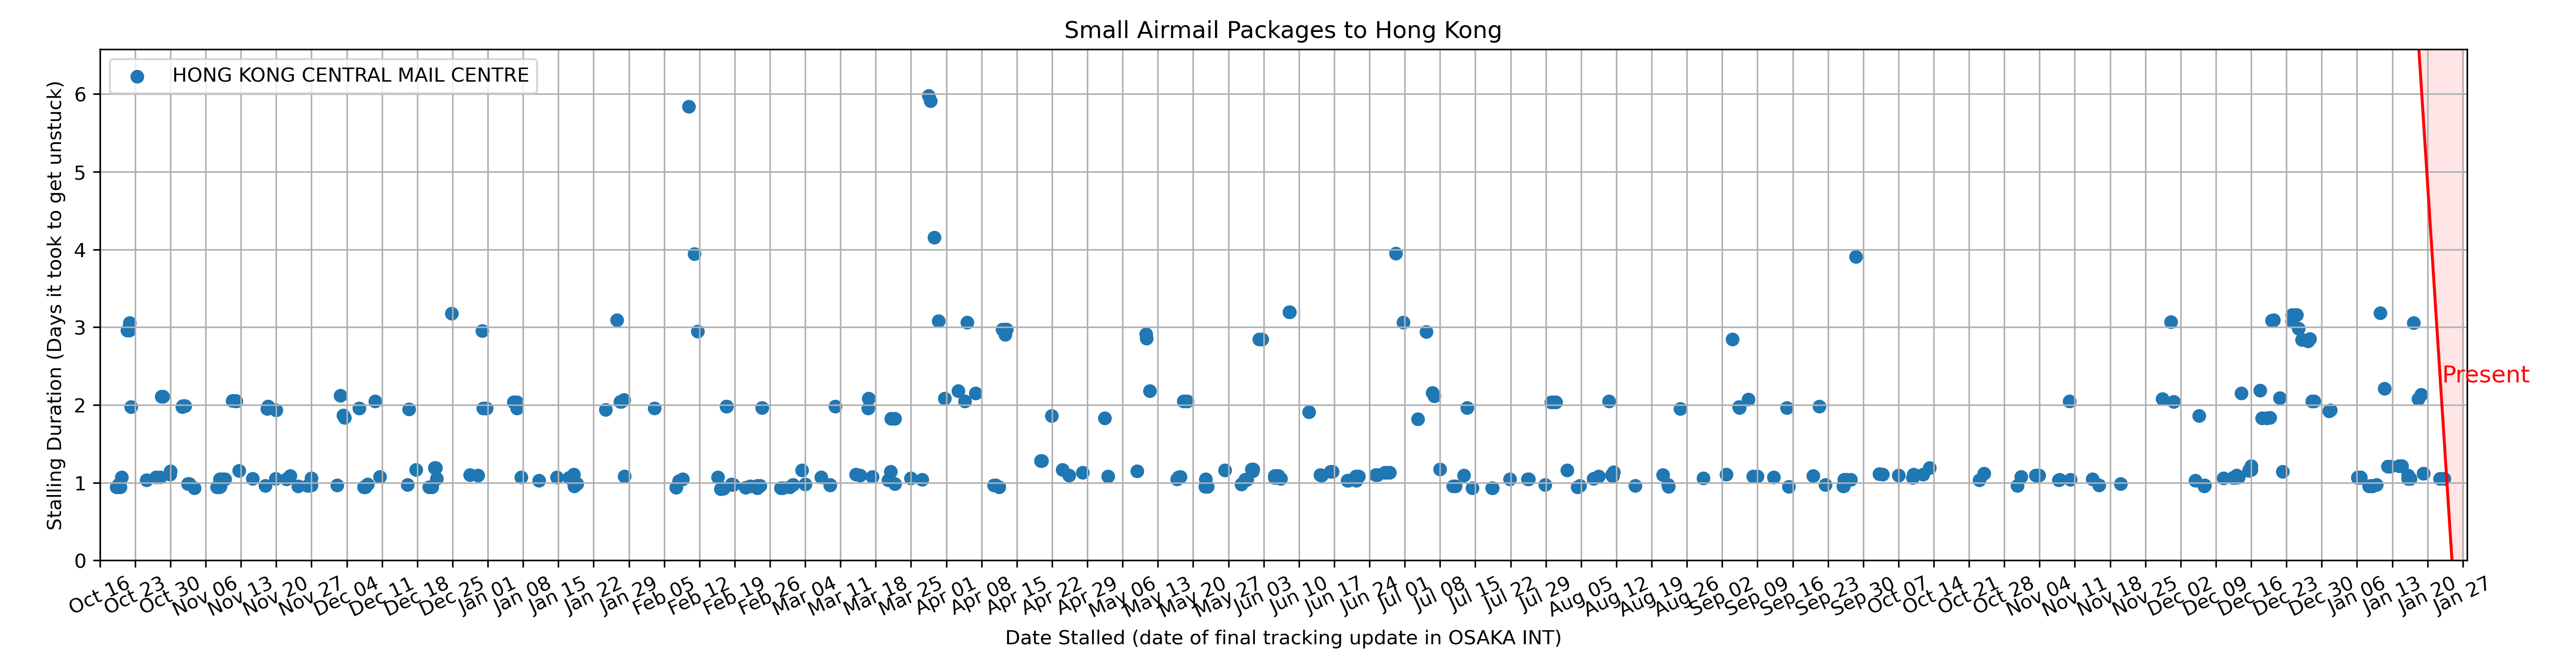 Small Airmail Packages to Hong Kong
HONG KONG CENTRAL MAIL CENTRE
Stalling Duration (Days it took to get unstuck)
6
5
4
3
2
1
0
Present
Oct 16 Oct 23 Oct 30 Nov 06 Nov 13 Nov 20 Nov 27 Dec 04 Dec 11 Dec 18 Dec 25 Jan 01 Jan 08 Jan 15 Jan 22 Jan 29 Feb 05 Feb 12 Feb 19 Feb 26 Mar 04 Mar 11 Mar 18 Mar 25 Apr 01 Apr 08 Apr 15 Apr 22 Apr 29 May 06 May 13 May 20 May 27 Jun 03 Jun 10 Jun 17 Jun 24 Jul 01 Jul 08 Jul 15 Jul 22 Jul 29 Aug 05 Aug 12 Aug 19 Aug 26 Sep 02 Sep 09 Sep 16 Sep 23 Sep 30 Oct 07 Oct 14 Oct 21 Oct 28 Nov 04 Nov 11 Nov 18 Nov 25 Dec 02 Dec 09 Dec 16 Dec 23 Dec 30 Jan 06 Jan 13 Jan 20 Jan 27
Date Stalled (date of final tracking update in OSAKA INT)